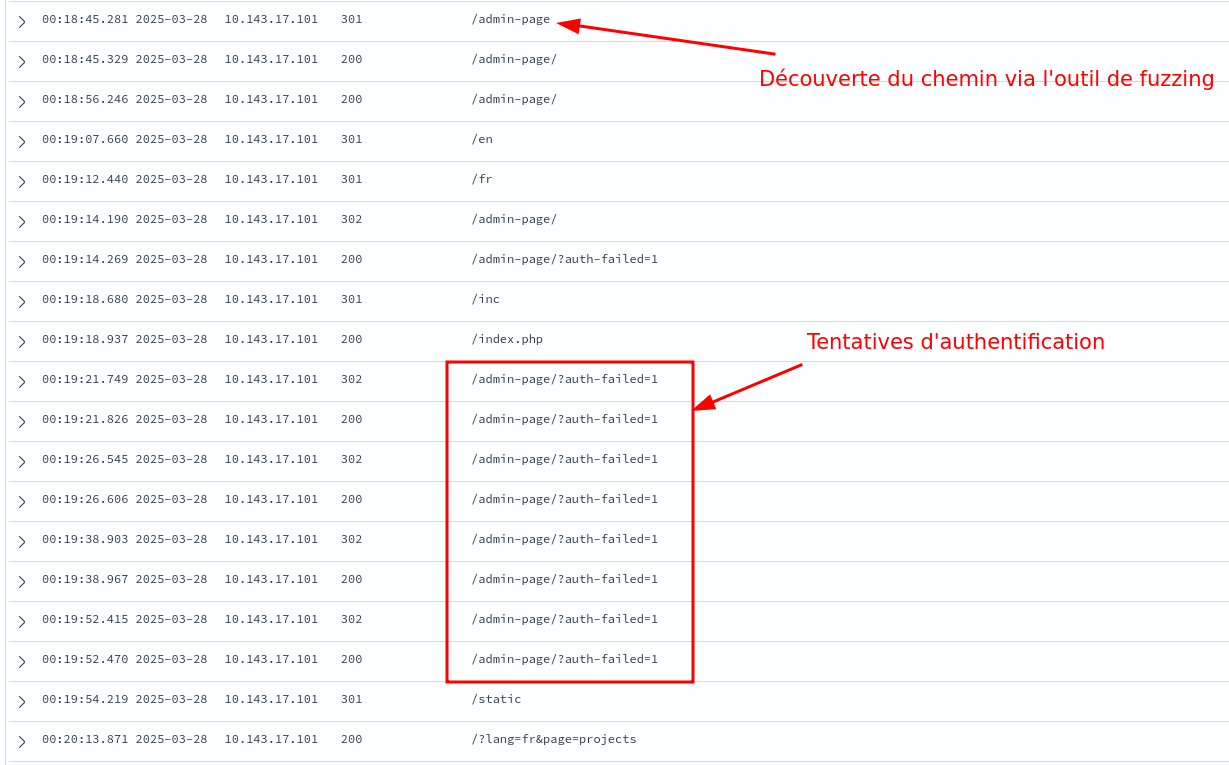 00:18:45.281 2025-03-28 10.143.17.101 301 /admin-page
00:18:45.329 2025-03-28 10.143.17.101 200 /admin-page/
Découverte du chemin via l'outil de fuzzing
00:18:56.246 2025-03-28 10.143.17.101 200 /admin-page/
00:19:07.660 2025-03-28 10.143.17.101 301 /en
00:19:12.440 2025-03-28 10.143.17.101 301 /fr
00:19:14.190 2025-03-28 10.143.17.101 302 /admin-page/
00:19:14.269 2025-03-28 10.143.17.101 200 /admin-page/?auth-failed=1
00:19:18.680 2025-03-28 10.143.17.101 301 /inc
00:19:18.937 2025-03-28 10.143.17.101 200 /index.php
Tentatives d'authentification
00:19:21.749 2025-03-28 10.143.17.101 302 /admin-page/?auth-failed=1
00:19:21.826 2025-03-28 10.143.17.101 200 /admin-page/?auth-failed=1
00:19:26.545 2025-03-28 10.143.17.101 302 /admin-page/?auth-failed=1
00:19:26.606 2025-03-28 10.143.17.101 200 /admin-page/?auth-failed=1
00:19:38.903 2025-03-28 10.143.17.101 302 /admin-page/?auth-failed=1
00:19:38.967 2025-03-28 10.143.17.101 200 /admin-page/?auth-failed=1
00:19:52.415 2025-03-28 10.143.17.101 302 /admin-page/?auth-failed=1
00:19:52.470 2025-03-28 10.143.17.101 200 /admin-page/?auth-failed=1
00:19:54.219 2025-03-28 10.143.17.101 301 /static
00:20:13.871 2025-03-28 10.143.17.101 200 /?lang=fr&page=projects